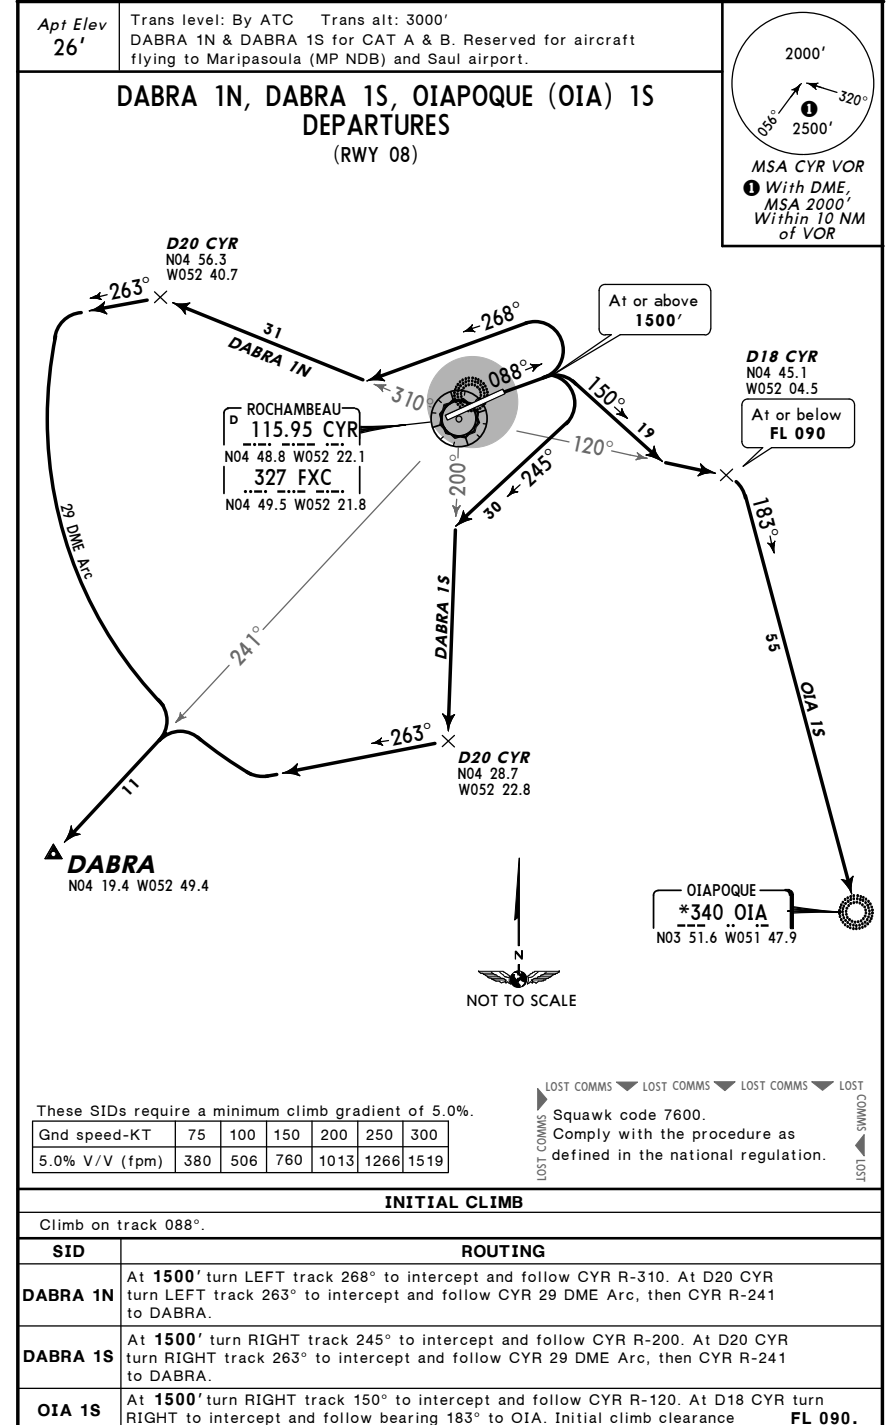 Apt Elev
26'
Trans level: By ATC Trans alt: 3000'
DABRA 1N & DABRA 1S for CAT A & B. Reserved for aircraft
flying to Maripasoula (MP NDB) and Saul airport.
2000'
320°
056°
1
2500'
MSA CYR VOR
1 With DME,
MSA 2000'
Within 10 NM
of VOR
DABRA 1N, DABRA 1S, OIAPOQUE (OIA) 1S
DEPARTURES
(RWY 08)
D20 CYR
N04 56.3
W052 40.7
263°
31
DABRA 1N
268°
At or above
1500'
088°
310°
D18 CYR
N04 45.1
W052 04.5
At or below
FL 090
150°
19
120°
ROCHAMBEAU
D 115.95 CYR
N04 48.8 W052 22.1
327 FXC
N04 49.5 W052 21.8
200°
245°
30
183°
29 DME Arc
DABRA 1S
241°
55
OIA 1S
263°
D20 CYR
N04 28.7
W052 22.8
11
DABRA
N04 19.4 W052 49.4
OIAPOQUE
*340 OIA
N03 51.6 W051 47.9
N
NOT TO SCALE
LOST COMMS LOST COMMS LOST COMMS LOST
COMMS LOST
LOST COMMS
Squawk code 7600.
Comply with the procedure as
defined in the national regulation.
These SIDs require a minimum climb gradient of 5.0%.
Gnd speed-KT 75 100 150 200 250 300
5.0% V/V (fpm) 380 506 760 1013 1266 1519
INITIAL CLIMB
Climb on track 088°.
SID ROUTING
DABRA 1N
At 1500' turn LEFT track 268° to intercept and follow CYR R-310. At D20 CYR
turn LEFT track 263° to intercept and follow CYR 29 DME Arc, then CYR R-241
to DABRA.
DABRA 1S
At 1500' turn RIGHT track 245° to intercept and follow CYR R-200. At D20 CYR
turn RIGHT track 263° to intercept and follow CYR 29 DME Arc, then CYR R-241
to DABRA.
OIA 1S
At 1500' turn RIGHT track 150° to intercept and follow CYR R-120. At D18 CYR turn
RIGHT to intercept and follow bearing 183° to OIA. Initial climb clearance FL 090.